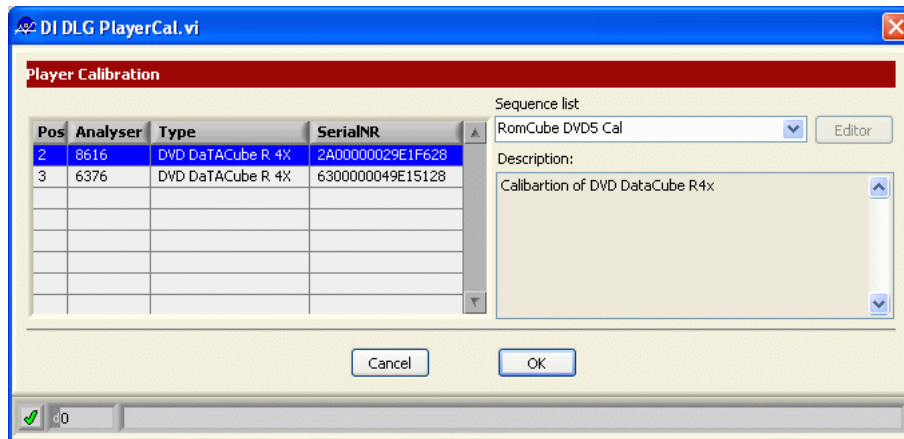 DI DLG PlayerCal.vi
Player Calibration
Sequence list
RomCube DVD5 Cal
Editor
Description:
Calibartion of DVD DataCube R4x
Pos Analyser Type SerialNR
2 8616 DVD DaTACube R 4X 2A00000029E1F628
3 6376 DVD DaTACube R 4X 6300000049E15128
Cancel OK
d0